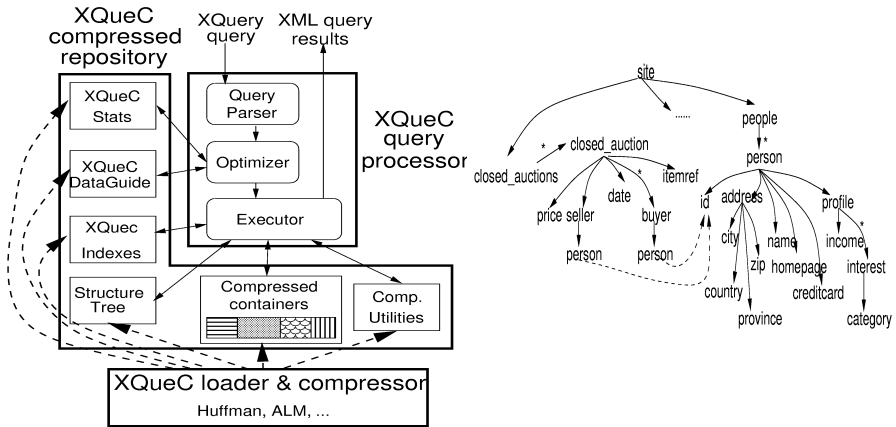 XQueC
compressed
repository
XQuery
query
XML query
results
XQueC
Stats
Query
Parser
XQueC
query
processor
XQueC
DataGuide
Optimizer
XQuec
Indexes
Executor
Structure
Tree
Compressed
containers
Comp.
Utilities
XQueC loader & compressor
Huffman, ALM, ...
site
......
people
*
closed_auction
*
person
closed_auctions
itemref
date
*
id
address
profile
price
seller
buyer
*
city
name
income
person
person
zip
homepage
interest
country
creditcard
province
category